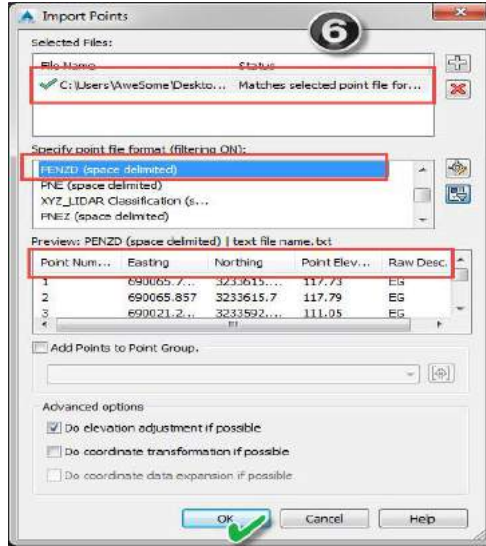 Import Points
6
Selected Files:
File Name Status
C:\Users\AweSome\Deskto... Matches selected point file for...
Specify point file format (filtering ON):
PENZD (space delimited)
PNE (space delimited)
XYZ_LIDAR Classification (s...
PNEZ (space delimited)
Preview: PENZD (space delimited) | text file name.txt
Point Num... Easting Northing Point Elev... Raw Desc.
1 690065.7... 3233615.... 117.73 EG
2 690065.857 3233615.7 117.79 EG
3 690021.2... 3233592.... 111.05 EG
Add Points to Point Group.
Advanced options
Do elevation adjustment if possible
Do coordinate transformation if possible
Do coordinate data expansion if possible
OK Cancel Help